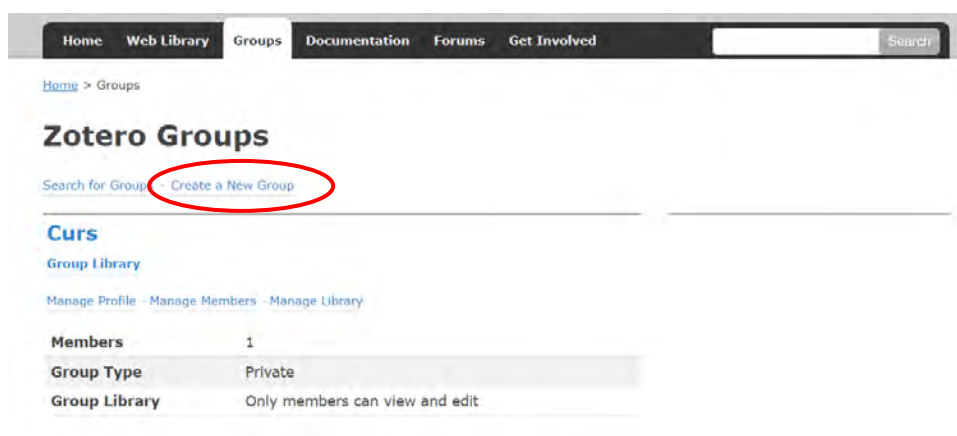 Home Web Library Groups Documentation Forums Get Involved Search
Home > Groups
Zotero Groups
Search for Groups · Create a New Group
Curs
Group Library
Manage Profile · Manage Members · Manage Library
Members 1
Group Type Private
Group Library Only members can view and edit